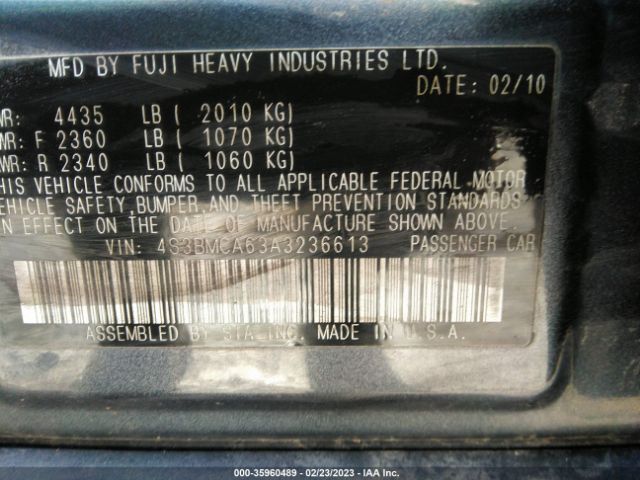 MFD BY FUJI HEAVY INDUSTRIES LTD.
DATE: 02/10
WR: 4435 LB ( 2010 KG)
WR: F 2360 LB ( 1070 KG)
WR: R 2340 LB ( 1060 KG)
HIS VEHICLE CONFORMS TO ALL APPLICABLE FEDERAL MOTOR
VEHICLE SAFETY, BUMPER, AND THEFT PREVENTION STANDARDS
IN EFFECT ON THE DATE OF MANUFACTURE SHOWN ABOVE.
VIN: 4S3BMCA63A3236613 PASSENGER CAR
ASSEMBLED BY SIA, INC. MADE IN U.S.A.
000-35960489 - 02/23/2023 - IAA Inc.